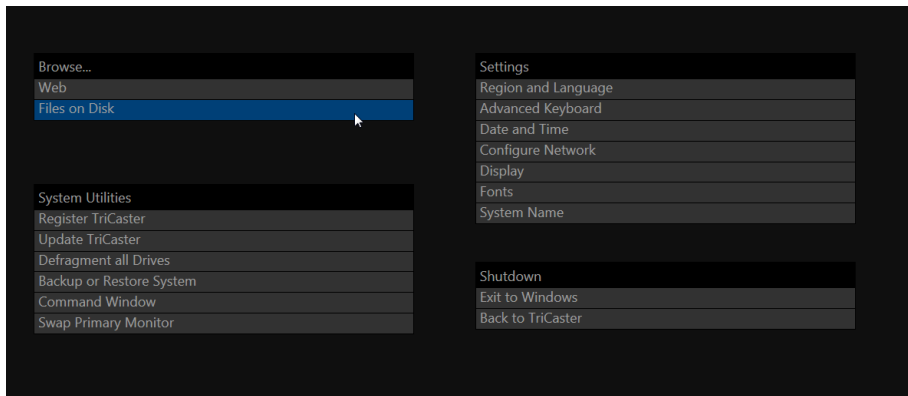 Browse...
Web
Files on Disk
System Utilities
Register TriCaster
Update TriCaster
Defragment all Drives
Backup or Restore System
Command Window
Swap Primary Monitor
Settings
Region and Language
Advanced Keyboard
Date and Time
Configure Network
Display
Fonts
System Name
Shutdown
Exit to Windows
Back to TriCaster